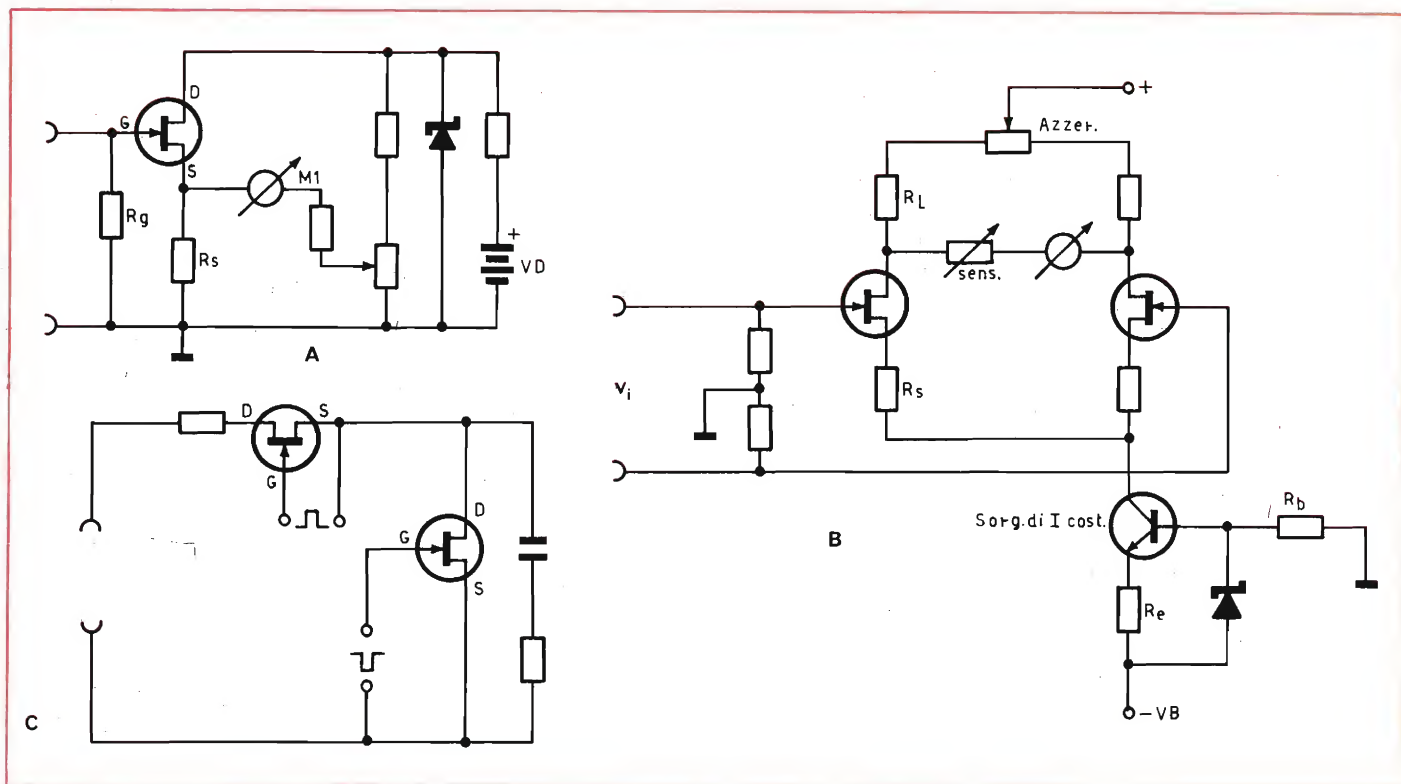 D
G
S
M1
Rg
Rs
+
VD
A
+
Azzer.
RL
sens.
Rs
vi
Sorg.di I cost.
Rb
Re
B
-VB
D
S
G
D
G
S
C